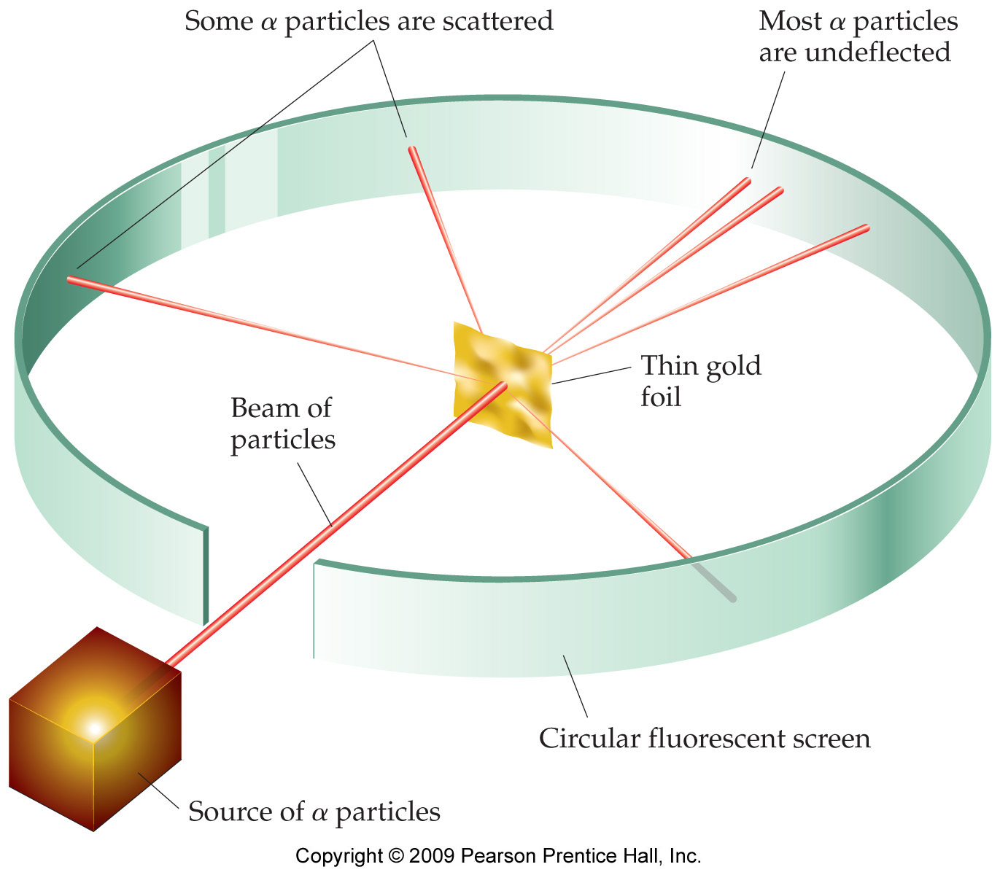 Some α particles are scattered
Most α particles
are undeflected
Thin gold
foil
Beam of
particles
Circular fluorescent screen
Source of α particles
Copyright © 2009 Pearson Prentice Hall, Inc.